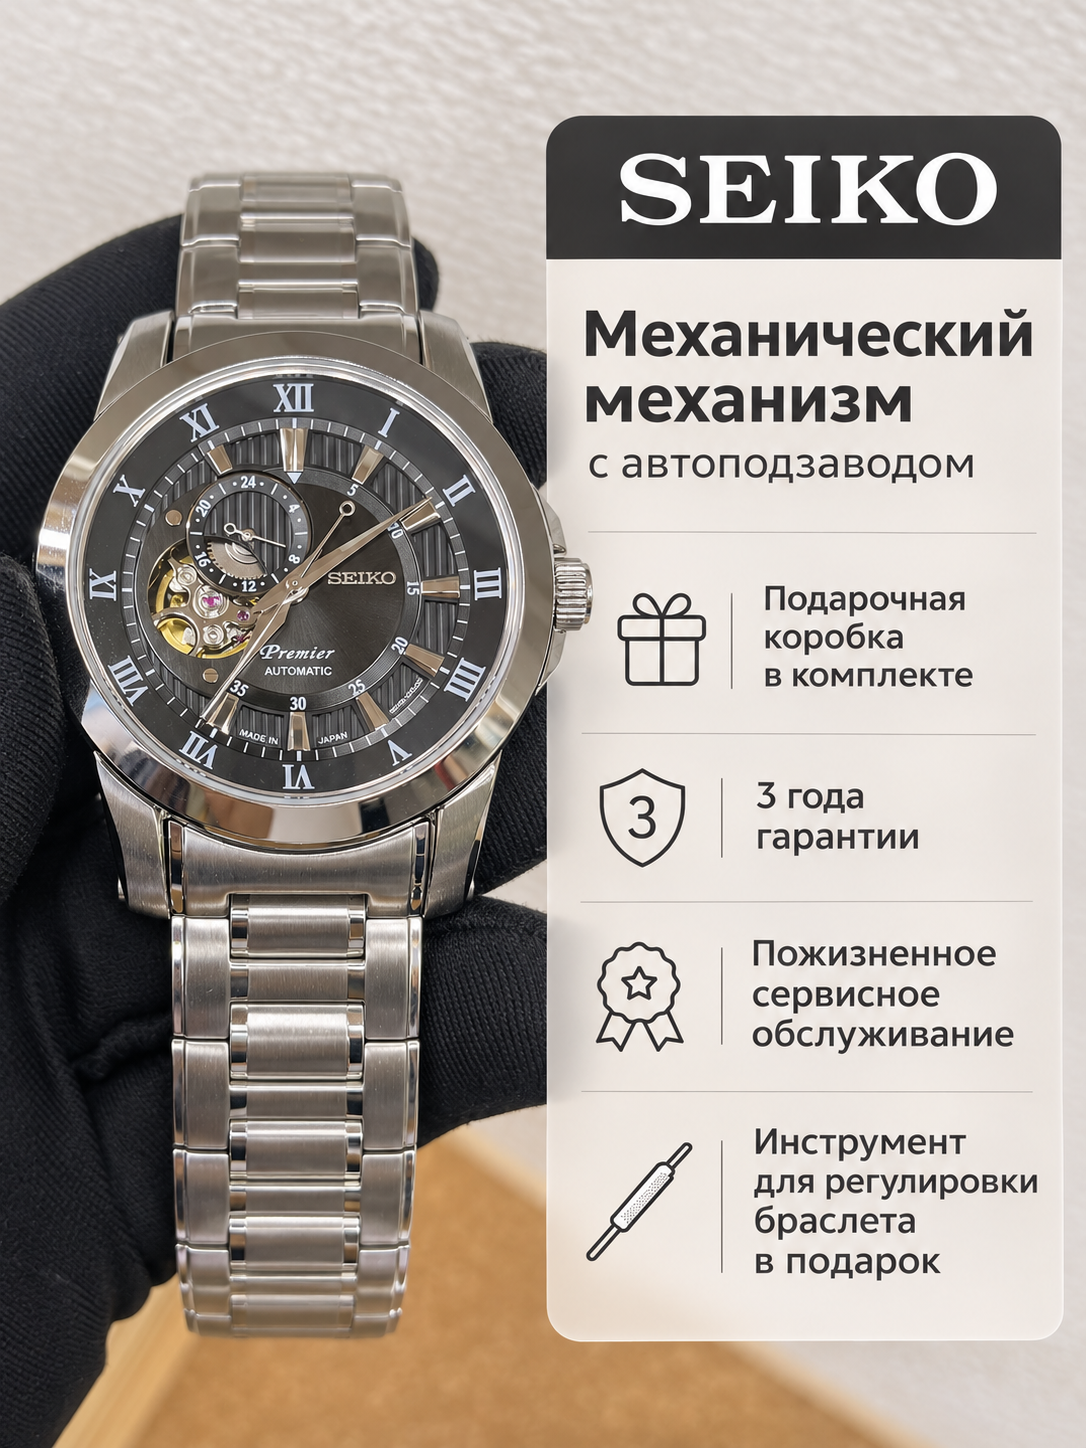 SEIKO
Механический
механизм
с автоподзаводом
Подарочная
коробка
в комплекте
3
3 года
гарантии
Пожизненное
сервисное
обслуживание
Инструмент
для регулировки
браслета
в подарок
XII
I
II
III
IIII
V
VI
VII
VIII
IX
X
XI
5
10
15
20
25
30
35
24
4
8
12
16
20
SEIKO
Premier
AUTOMATIC
MADE IN JAPAN